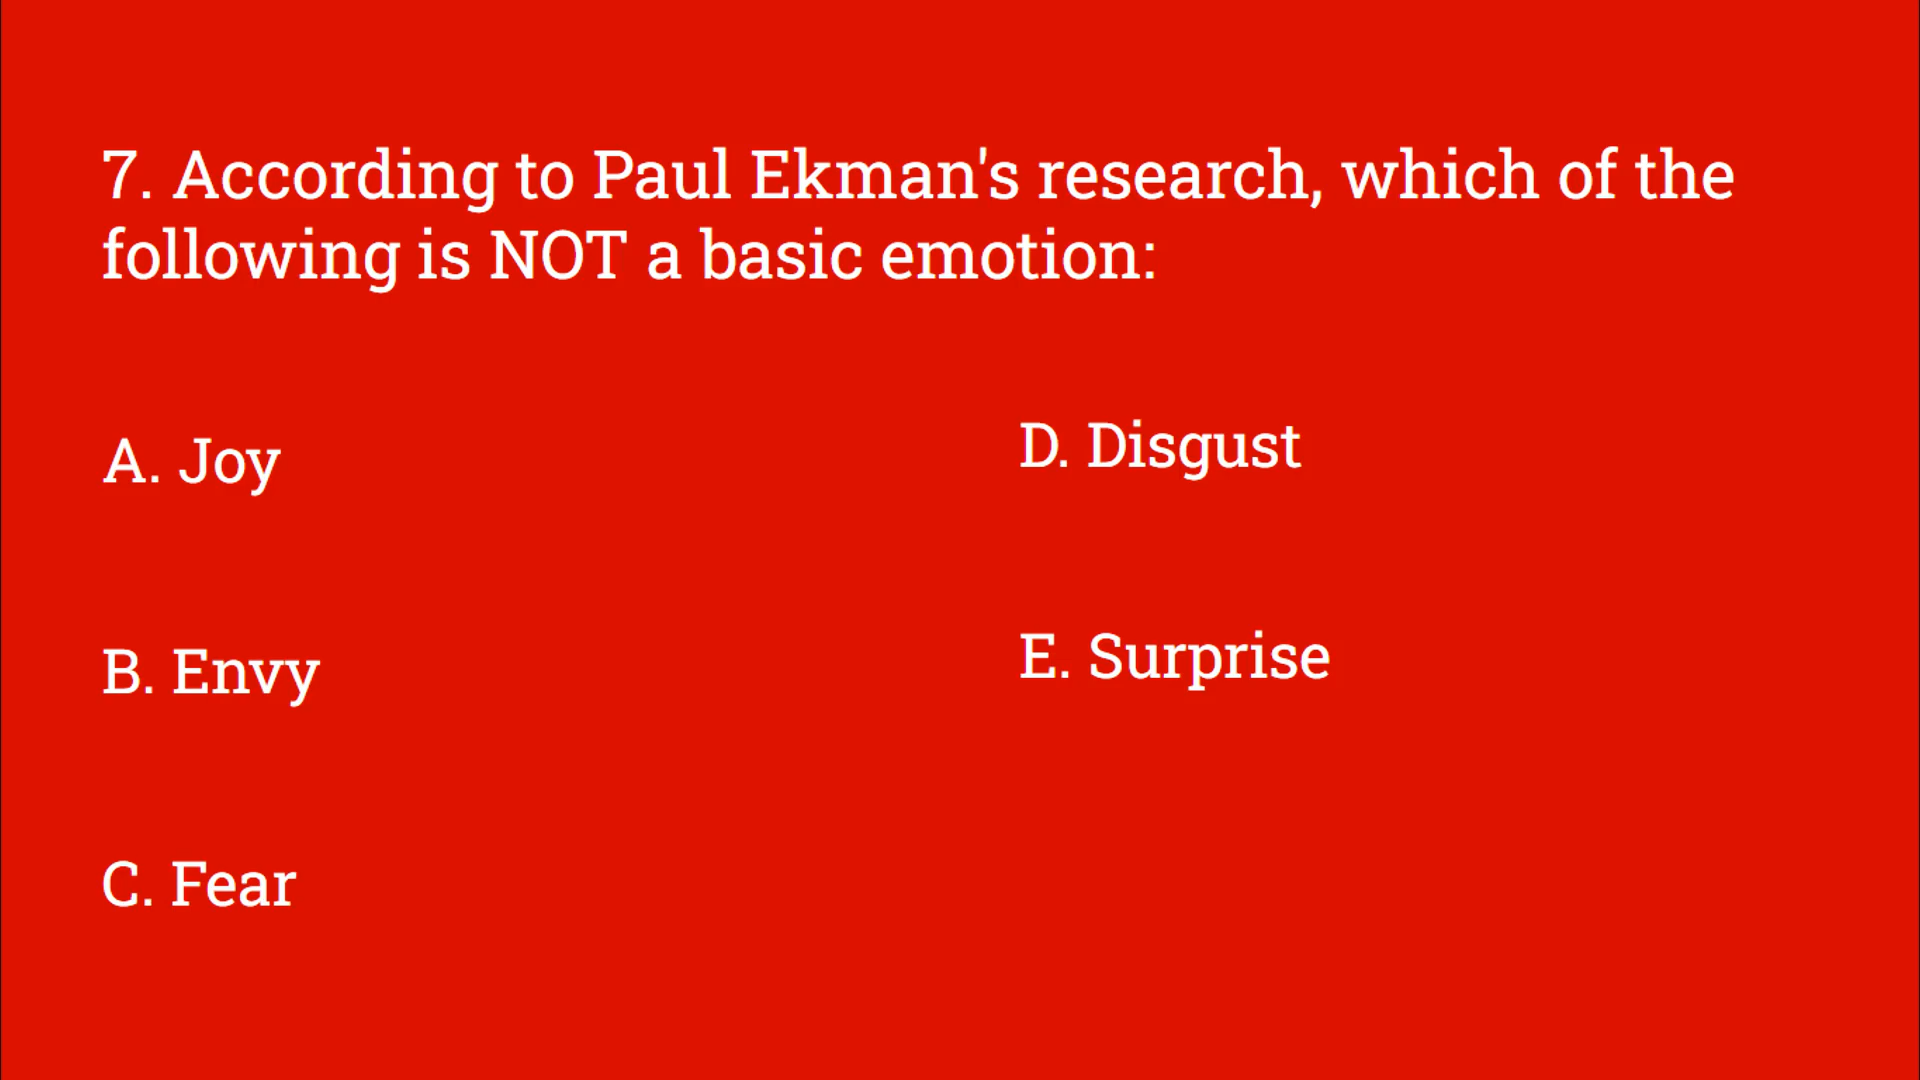 7. According to Paul Ekman's research, which of the
following is NOT a basic emotion:
A. Joy
B. Envy
C. Fear
D. Disgust
E. Surprise